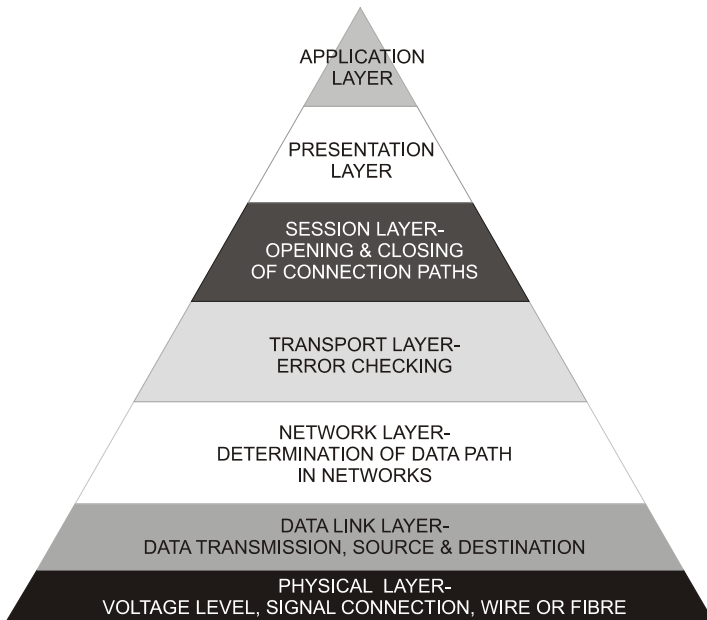 APPLICATION
LAYER
PRESENTATION
LAYER
SESSION LAYER-
OPENING & CLOSING
OF CONNECTION PATHS
TRANSPORT LAYER-
ERROR CHECKING
NETWORK LAYER-
DETERMINATION OF DATA PATH
IN NETWORKS
DATA LINK LAYER-
DATA TRANSMISSION, SOURCE & DESTINATION
PHYSICAL LAYER-
VOLTAGE LEVEL, SIGNAL CONNECTION, WIRE OR FIBRE